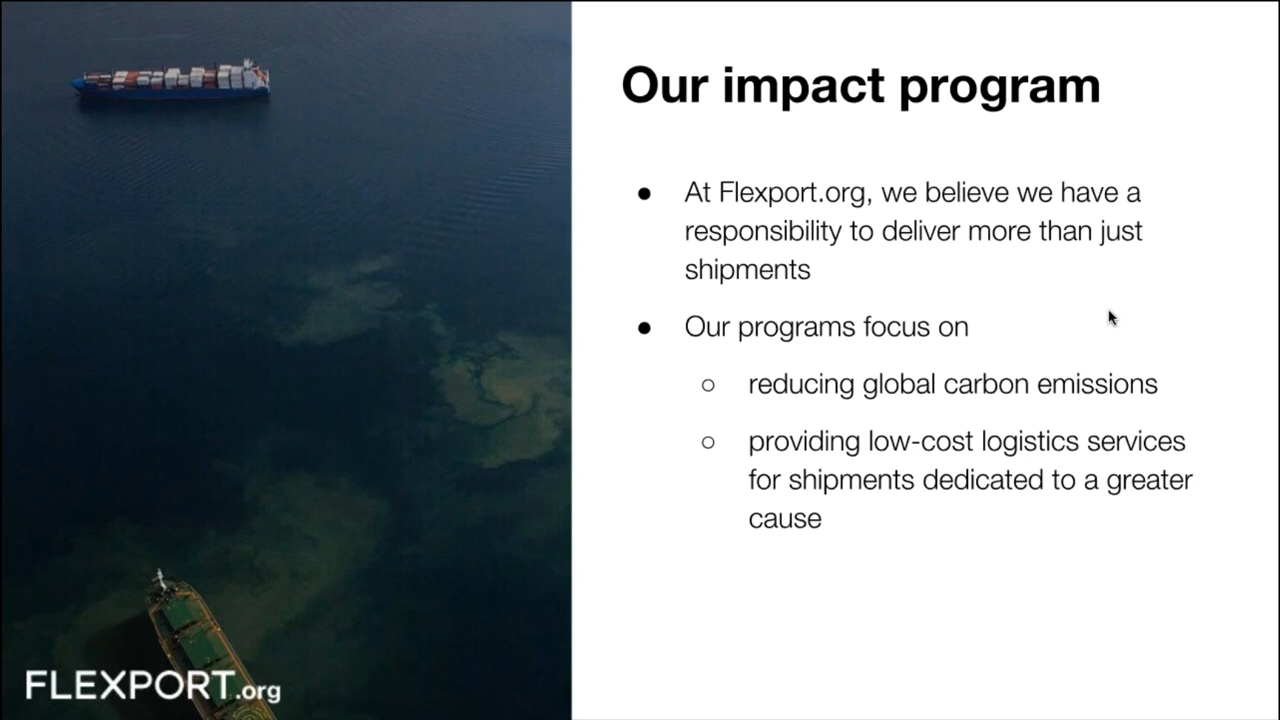 Our impact program
● At Flexport.org, we believe we have a
responsibility to deliver more than just
shipments
● Our programs focus on
○ reducing global carbon emissions
○ providing low-cost logistics services
for shipments dedicated to a greater
cause
FLEXPORT.org